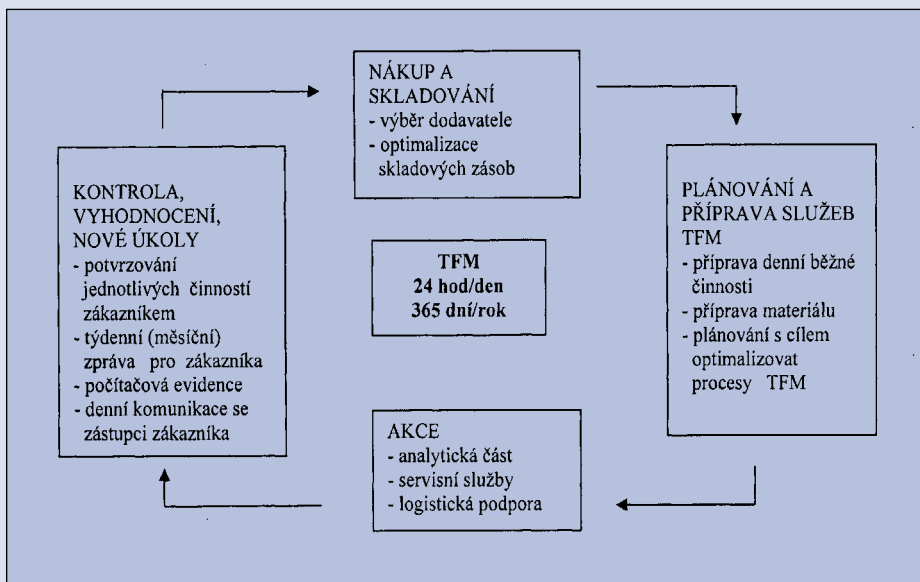 NÁKUP A
SKLADOVÁNÍ
- výběr dodavatele
- optimalizace
skladových zásob
KONTROLA,
VYHODNOCENÍ,
NOVÉ ÚKOLY
- potvrzování
jednotlivých činností
zákazníkem
- týdenní (měsíční)
zpráva pro zákazníka
- počítačová evidence
- denní komunikace se
zástupci zákazníka
TFM
24 hod/den
365 dní/rok
PLÁNOVÁNÍ A
PŘÍPRAVA SLUŽEB
TFM
- příprava denní běžné
činnosti
- příprava materiálu
- plánování s cílem
optimalizovat
procesy TFM
AKCE
- analytická část
- servisní služby
- logistická podpora